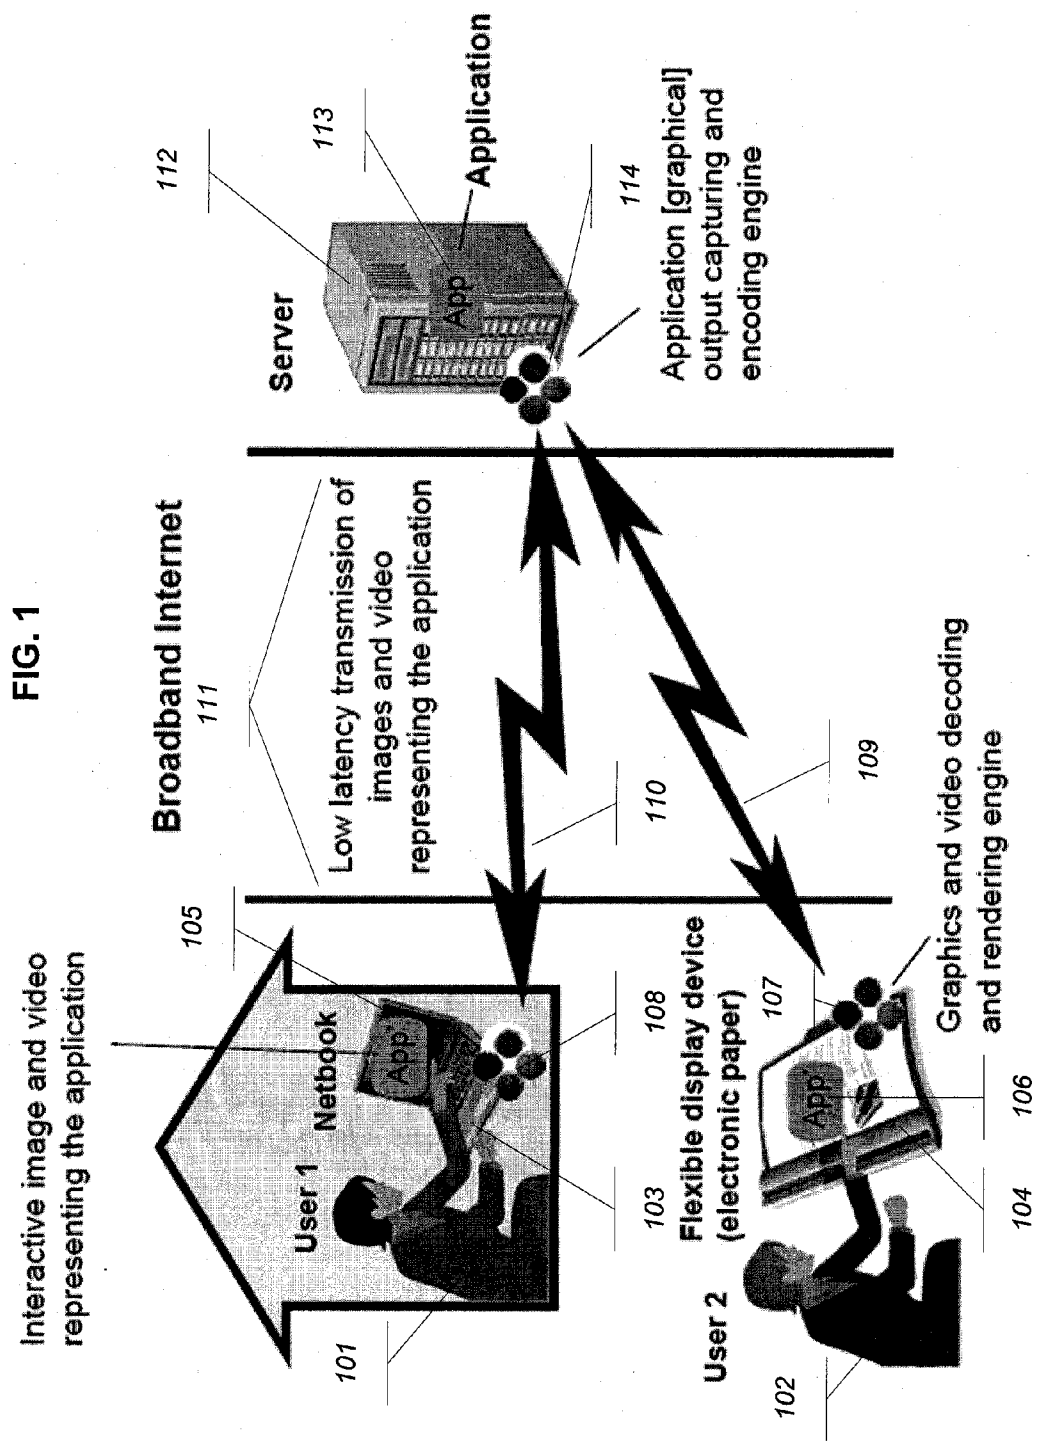 FIG. 1
Interactive image and video
representing the application
Broadband Internet
111
Low latency transmission of
images and video
representing the application
Server
112
113
App
Application
114
Application [graphical]
output capturing and
encoding engine
105
User 1
Netbook
App'
101
103
108
110
109
User 2
Flexible display device
(electronic paper)
App'
107
102
104
106
Graphics and video decoding
and rendering engine